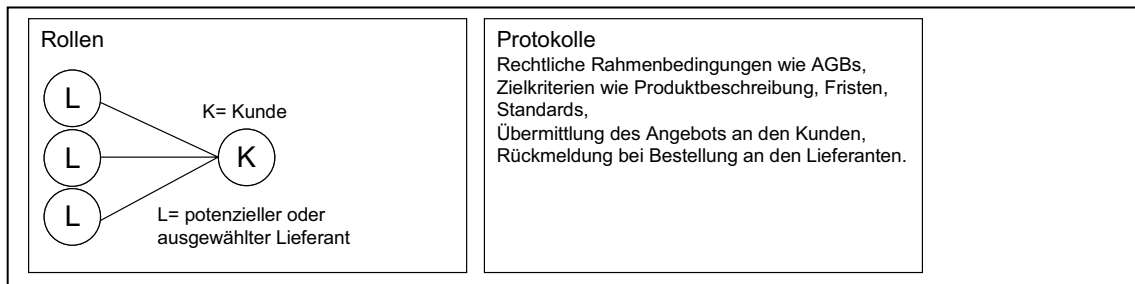 Rollen
L
K= Kunde
L
K
L
L= potenzieller oder
ausgewählter Lieferant
Protokolle
Rechtliche Rahmenbedingungen wie AGBs,
Zielkriterien wie Produktbeschreibung, Fristen,
Standards,
Übermittlung des Angebots an den Kunden,
Rückmeldung bei Bestellung an den Lieferanten.